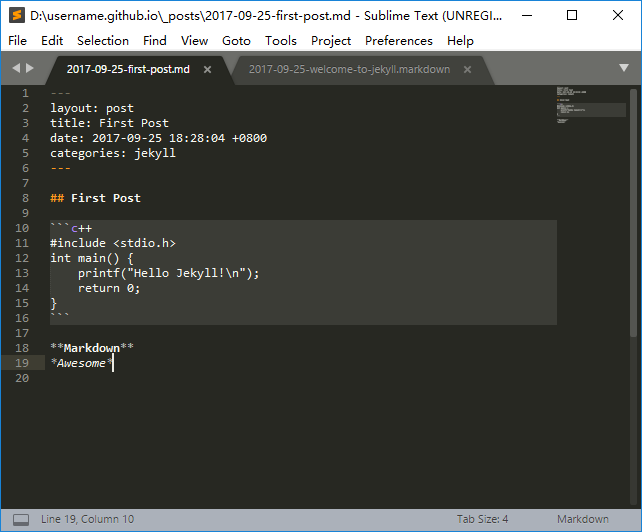 D:\username.github.io\_posts\2017-09-25-first-post.md - Sublime Text (UNREGI...
File Edit Selection Find View Goto Tools Project Preferences Help
2017-09-25-first-post.md 2017-09-25-welcome-to-jekyll.markdown
1 ---
2 layout: post
3 title: First Post
4 date: 2017-09-25 18:28:04 +0800
5 categories: jekyll
6 ---
7
8 ## First Post
9
10 ```c++
11 #include <stdio.h>
12 int main() {
13     printf("Hello Jekyll!\n");
14     return 0;
15 }
16 ```
17
18 **Markdown**
19 *Awesome*
20
Line 19, Column 10 Tab Size: 4 Markdown